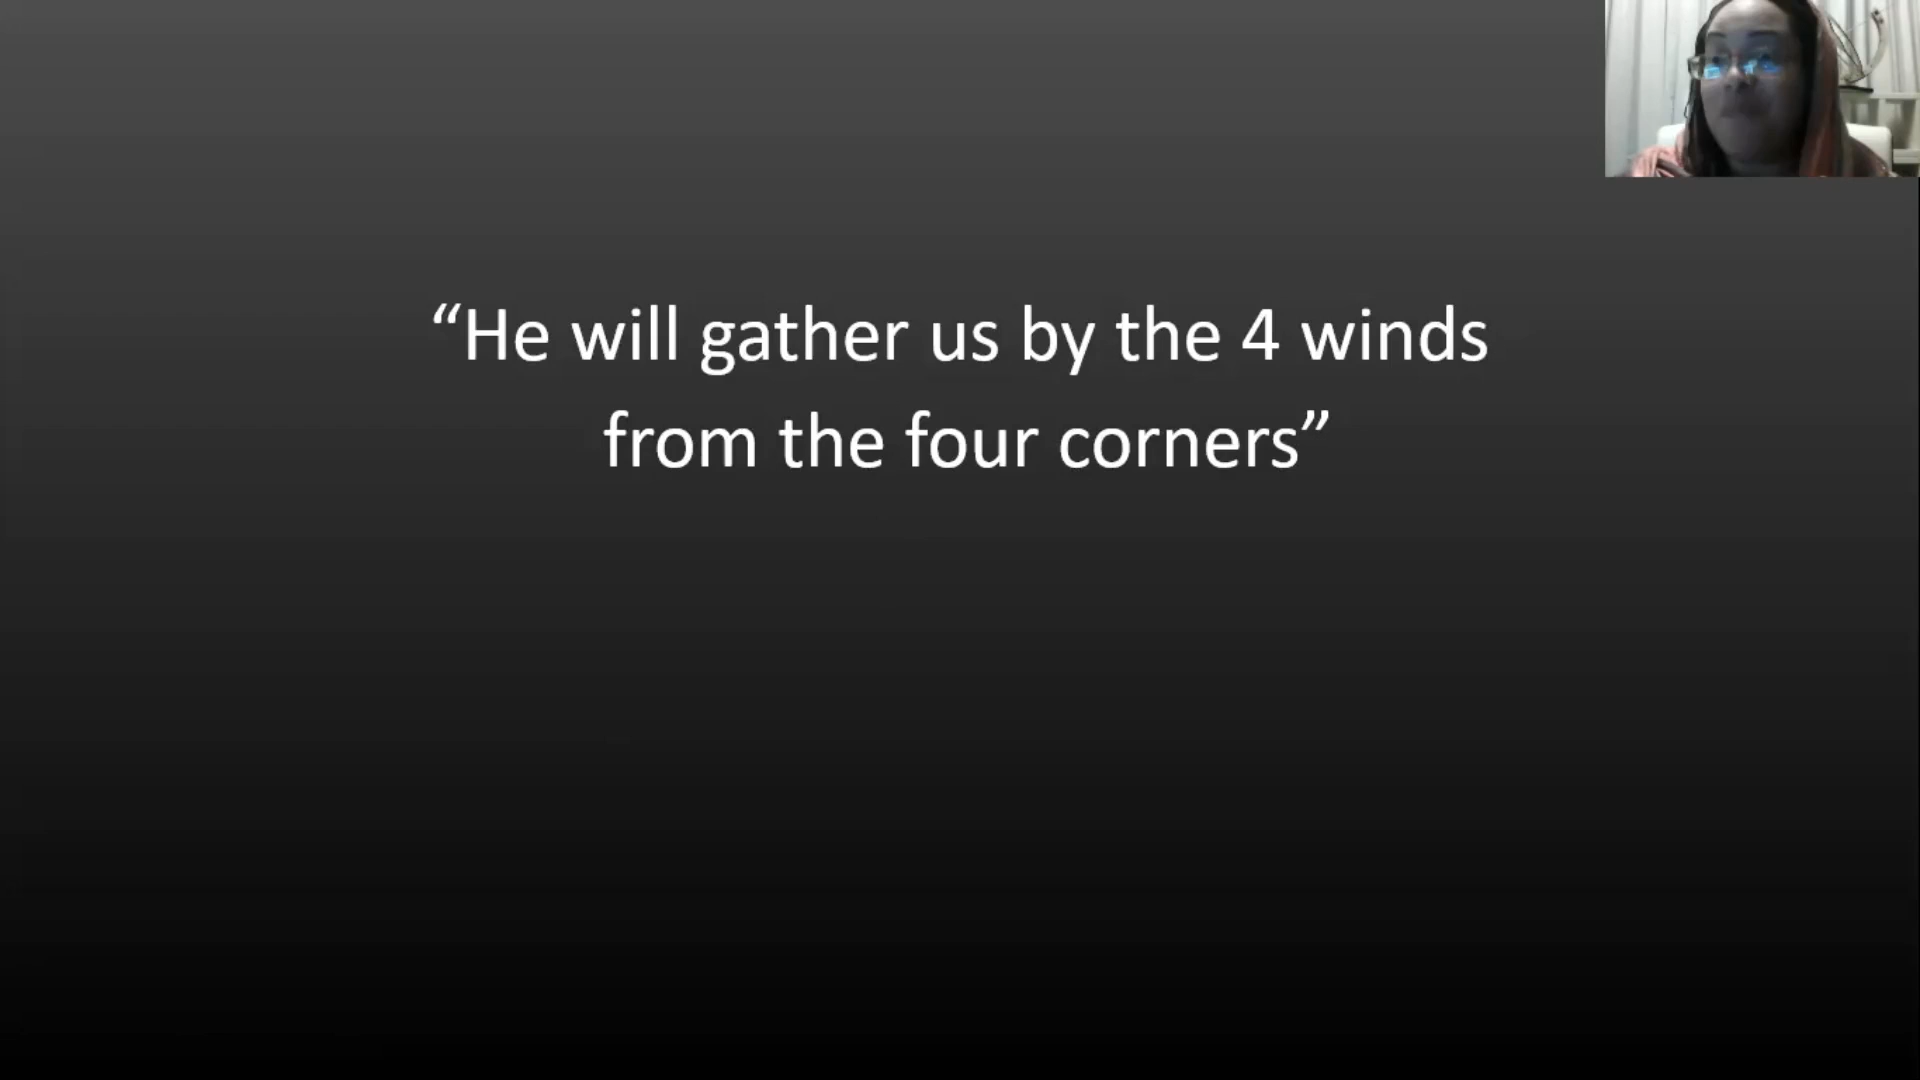 “He will gather us by the 4 winds
from the four corners”